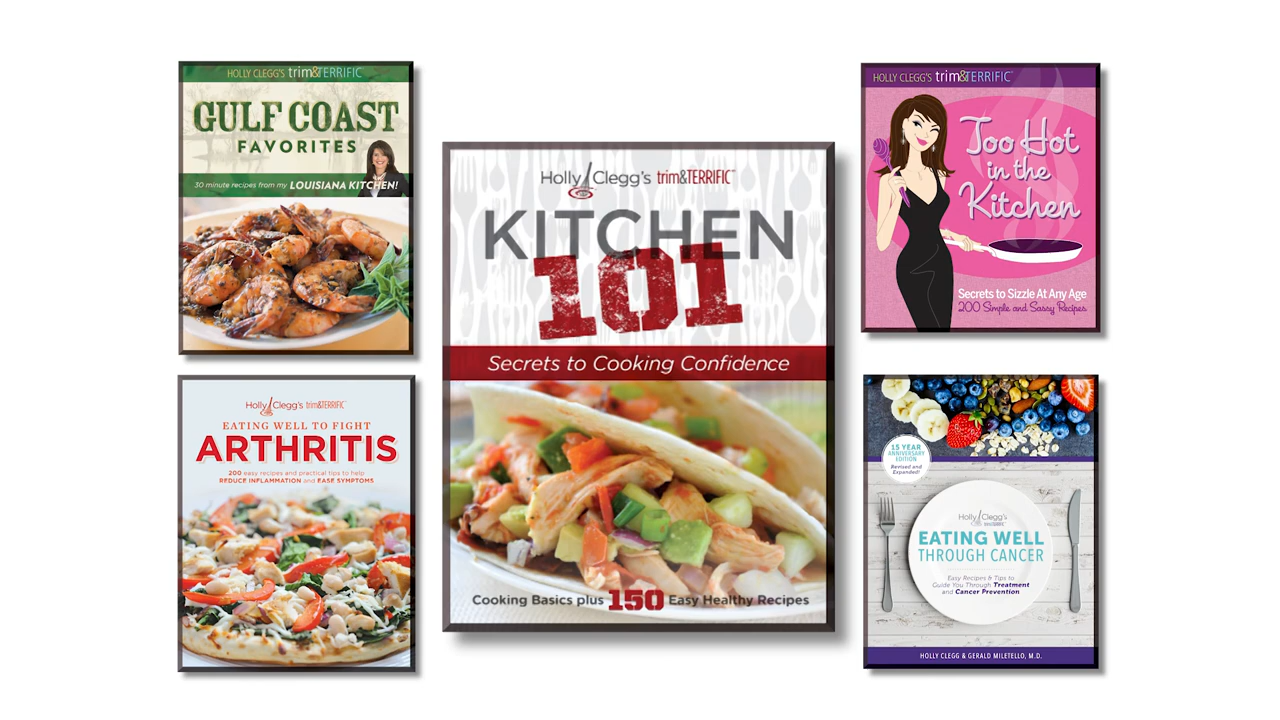 HOLLY CLEGG'S trim&TERRIFIC
GULF COAST
FAVORITES
30 minute recipes from my LOUISIANA KITCHEN!
Holly Clegg's trim&TERRIFIC™
EATING WELL TO FIGHT
ARTHRITIS
200 easy recipes and practical tips to help
REDUCE INFLAMMATION and EASE SYMPTOMS
Holly Clegg's trim&TERRIFIC™
KITCHEN
101
Secrets to Cooking Confidence
Cooking Basics plus 150 Easy Healthy Recipes
HOLLY CLEGG'S trim&TERRIFIC™
Too Hot
in the
Kitchen
Secrets to Sizzle At Any Age
200 Simple and Sassy Recipes
15 YEAR
ANNIVERSARY
EDITION
Revised and
Expanded!
Holly Clegg's
EATING WELL
THROUGH CANCER
Easy Recipes & Tips to
Guide You Through Treatment
and Cancer Prevention
HOLLY CLEGG & GERALD MILETELLO, M.D.